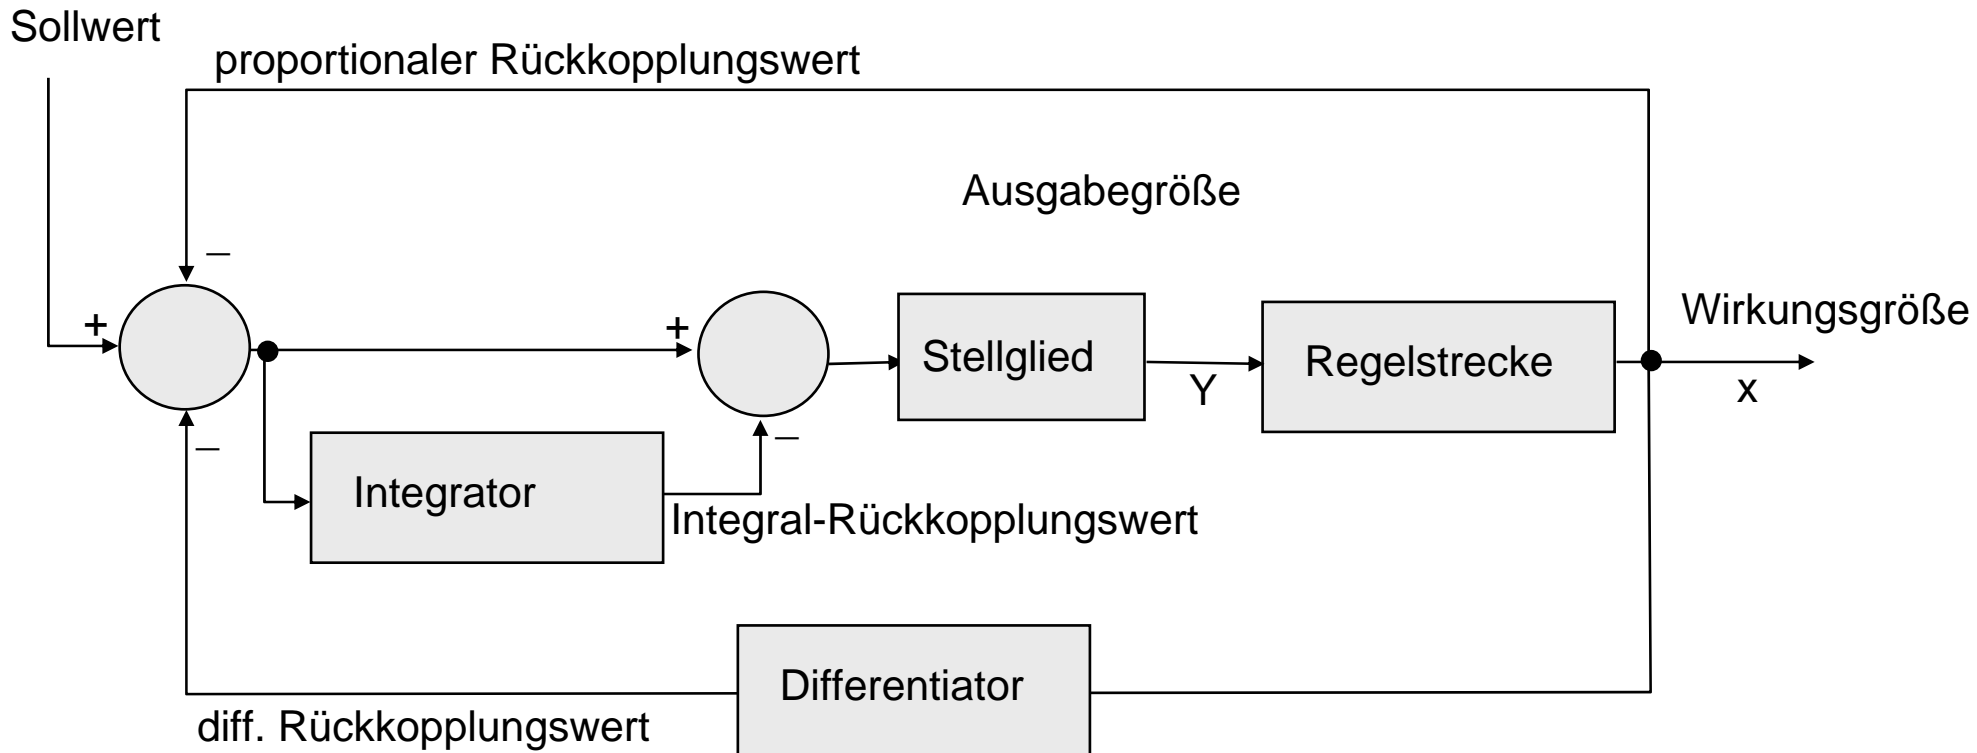 Sollwert
proportionaler Rückkopplungswert
Ausgabegröße
–
+
+
Stellglied
Regelstrecke
Wirkungsgröße
Y
x
–
–
Integrator
Integral-Rückkopplungswert
Differentiator
diff. Rückkopplungswert